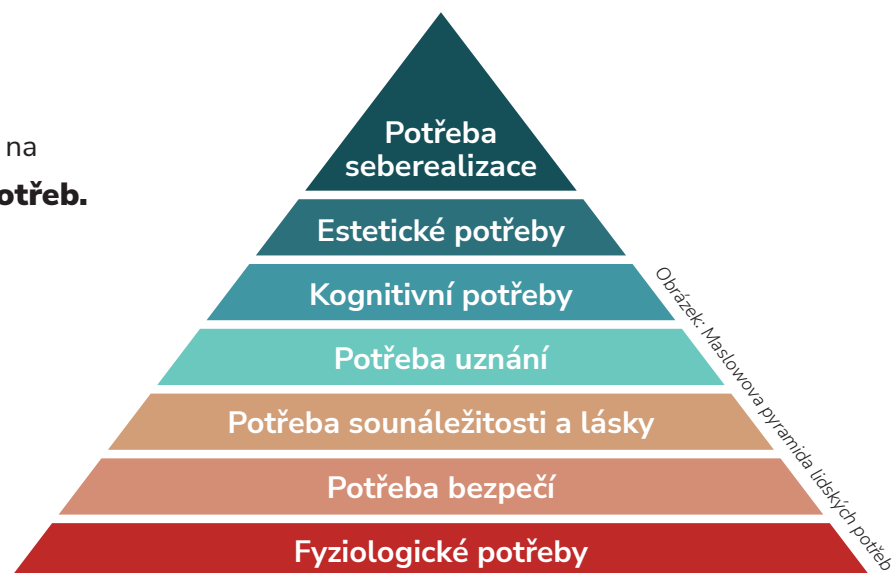 na
otřeb.
Potřeba
seberealizace
Estetické potřeby
Kognitivní potřeby
Potřeba uznání
Potřeba sounáležitosti a lásky
Potřeba bezpečí
Fyziologické potřeby
Obrázek: Maslowova pyramida lidských potřeb